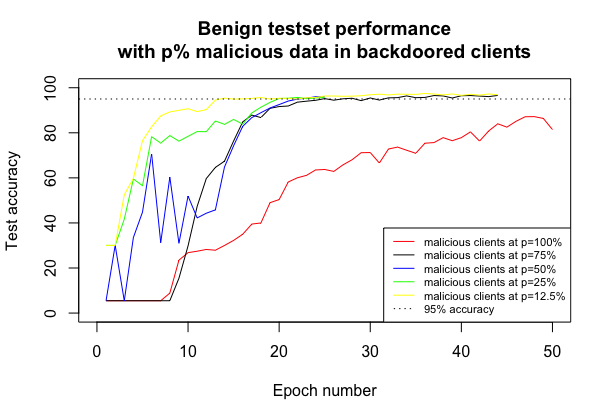 Benign testset performance
with p% malicious data in backdoored clients
Test accuracy
100
80
60
40
20
0
malicious clients at p=100%
malicious clients at p=75%
malicious clients at p=50%
malicious clients at p=25%
malicious clients at p=12.5%
95% accuracy
0 10 20 30 40 50
Epoch number